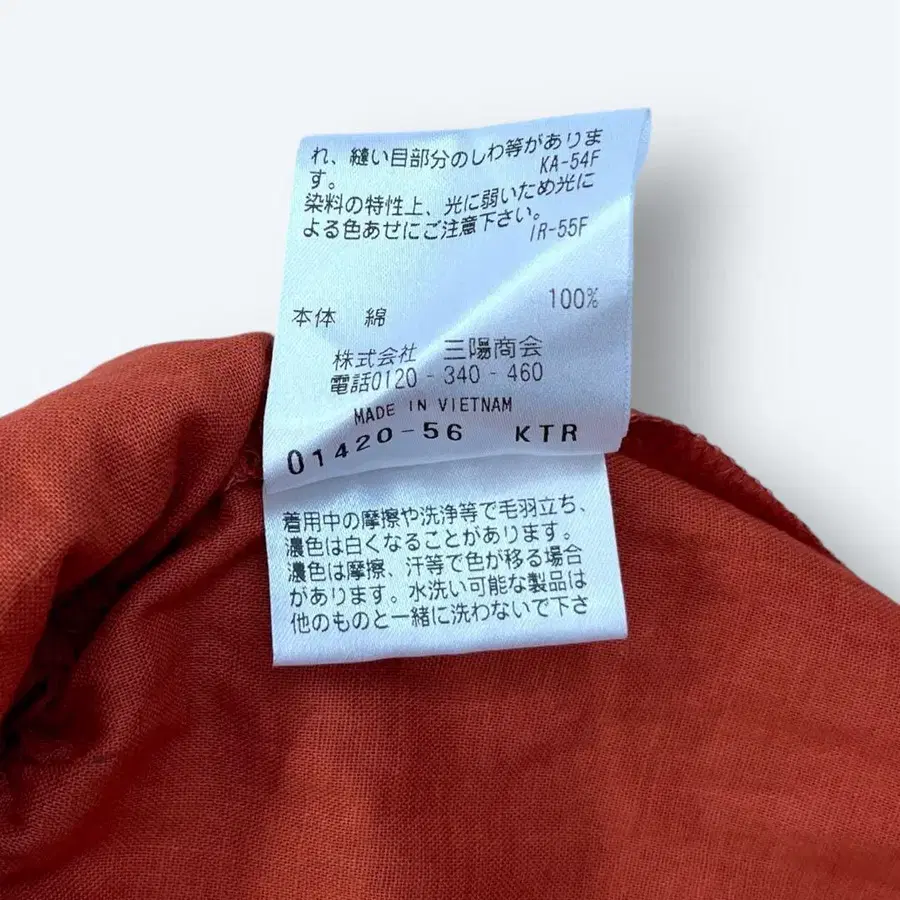 れ、縫い目部分のしわ等がありま
す。 KA-54F
染料の特性上、光に弱いため光に
よる色あせにご注意下さい。
IR-55F
本体 綿 100%
株式会社 三陽商会
電話0120-340-460
MADE IN VIETNAM
01420-56 KTR
着用中の摩擦や洗浄等で毛羽立ち、
濃色は白くなることがあります。
濃色は摩擦、汗等で色が移る場合
があります。水洗い可能な製品は
他のものと一緒に洗わないで下さ